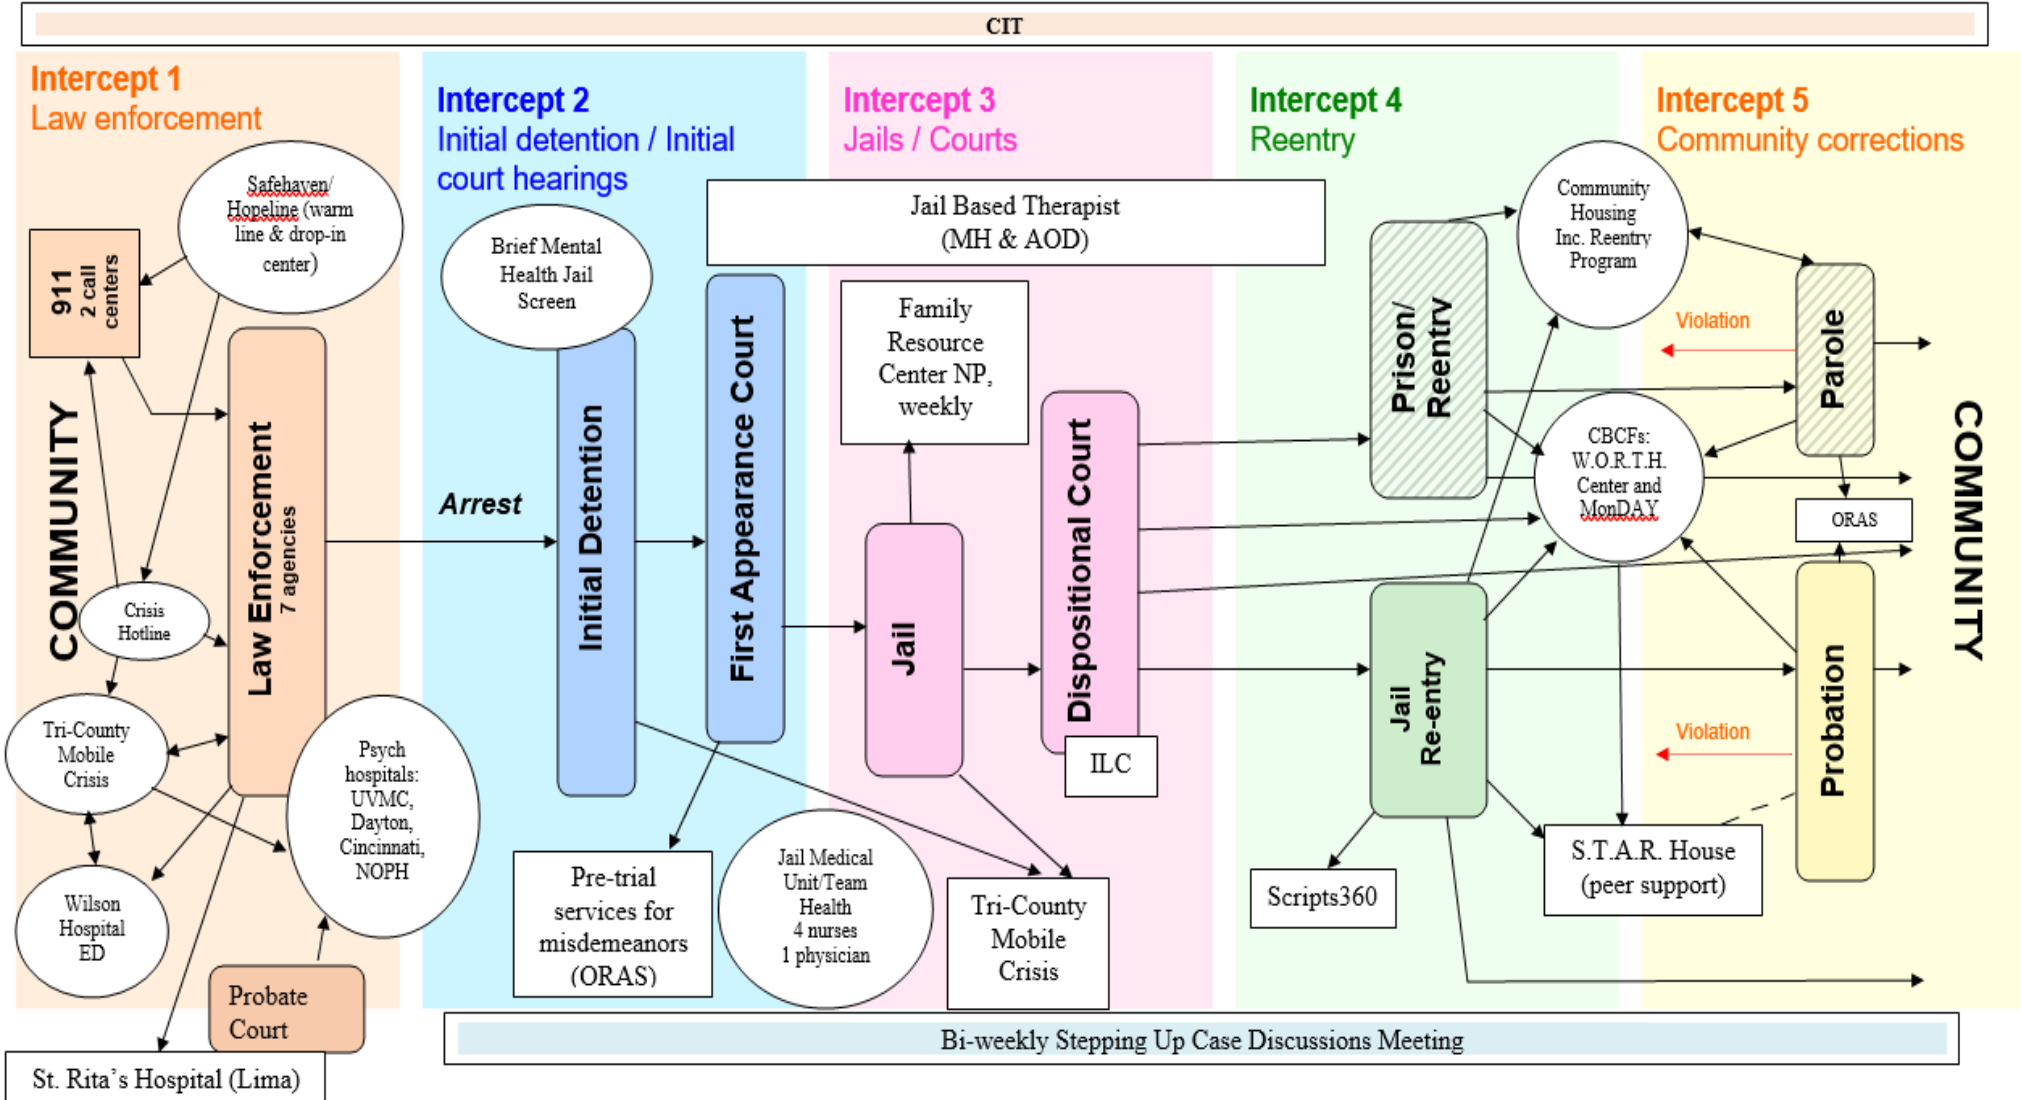 CIT
Intercept 1
Law enforcement
Safehaven/
Hopeline (warm
line & drop-in
center)
911
2 call
centers
COMMUNITY
Law Enforcement
7 agencies
Crisis
Hotline
Tri-County
Mobile
Crisis
Wilson
Hospital
ED
Psych
hospitals:
UVMC,
Dayton,
Cincinnati,
NOPH
Probate
Court
St. Rita’s Hospital (Lima)
Intercept 2
Initial detention / Initial
court hearings
Brief Mental
Health Jail
Screen
Arrest
Initial Detention
First Appearance Court
Pre-trial
services for
misdemeanors
(ORAS)
Intercept 3
Jails / Courts
Jail Based Therapist
(MH & AOD)
Family
Resource
Center NP,
weekly
Jail
Dispositional Court
ILC
Jail Medical
Unit/Team
Health
4 nurses
1 physician
Tri-County
Mobile
Crisis
Intercept 4
Reentry
Prison/
Reentry
Community
Housing
Inc. Reentry
Program
CBCFs:
W.O.R.T.H.
Center and
MonDAY
Jail
Re-entry
Scripts360
S.T.A.R. House
(peer support)
Intercept 5
Community corrections
Violation
Parole
ORAS
Violation
Probation
COMMUNITY
Bi-weekly Stepping Up Case Discussions Meeting